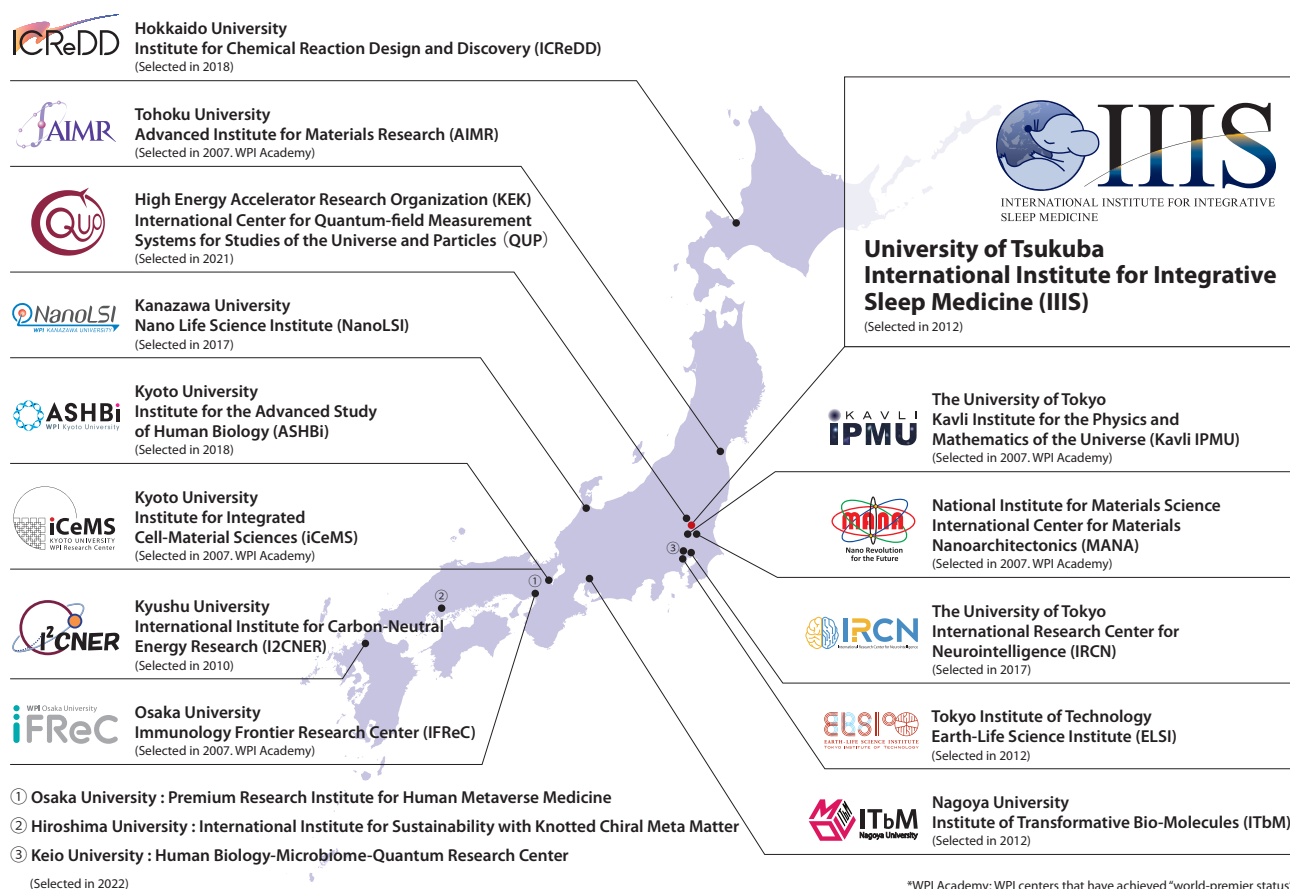 ICReDD
Hokkaido University
Institute for Chemical Reaction Design and Discovery (ICReDD)
(Selected in 2018)
AIMR
Tohoku University
Advanced Institute for Materials Research (AIMR)
(Selected in 2007. WPI Academy)
QUP
High Energy Accelerator Research Organization (KEK)
International Center for Quantum-field Measurement
Systems for Studies of the Universe and Particles（QUP）
(Selected in 2021)
NanoLSI
WPI KANAZAWA UNIVERSITY
Kanazawa University
Nano Life Science Institute (NanoLSI)
(Selected in 2017)
ASHBi
WPI Kyoto University
Kyoto University
Institute for the Advanced Study
of Human Biology (ASHBi)
(Selected in 2018)
iCeMS
KYOTO UNIVERSITY
WPI Research Center
Kyoto University
Institute for Integrated
Cell-Material Sciences (iCeMS)
(Selected in 2007. WPI Academy)
I²CNER
Kyushu University
International Institute for Carbon-Neutral
Energy Research (I2CNER)
(Selected in 2010)
WPI Osaka University
iFReC
Osaka University
Immunology Frontier Research Center (IFReC)
(Selected in 2007. WPI Academy)
① Osaka University : Premium Research Institute for Human Metaverse Medicine
② Hiroshima University : International Institute for Sustainability with Knotted Chiral Meta Matter
③ Keio University : Human Biology-Microbiome-Quantum Research Center
(Selected in 2022)
①
②
③
IIIS
INTERNATIONAL INSTITUTE FOR INTEGRATIVE
SLEEP MEDICINE
University of Tsukuba
International Institute for Integrative
Sleep Medicine (IIIS)
(Selected in 2012)
KAVLI
IPMU
The University of Tokyo
Kavli Institute for the Physics and
Mathematics of the Universe (Kavli IPMU)
(Selected in 2007. WPI Academy)
MANA
Nano Revolution
for the Future
National Institute for Materials Science
International Center for Materials
Nanoarchitectonics (MANA)
(Selected in 2007. WPI Academy)
IRCN
International Research Center for Neurointelligence
The University of Tokyo
International Research Center for
Neurointelligence (IRCN)
(Selected in 2017)
ELSI
EARTH-LIFE SCIENCE INSTITUTE
TOKYO INSTITUTE OF TECHNOLOGY
Tokyo Institute of Technology
Earth-Life Science Institute (ELSI)
(Selected in 2012)
ITbM
Nagoya University
Nagoya University
Institute of Transformative Bio-Molecules (ITbM)
(Selected in 2012)
*WPI Academy: WPI centers that have achieved "world-premier status"